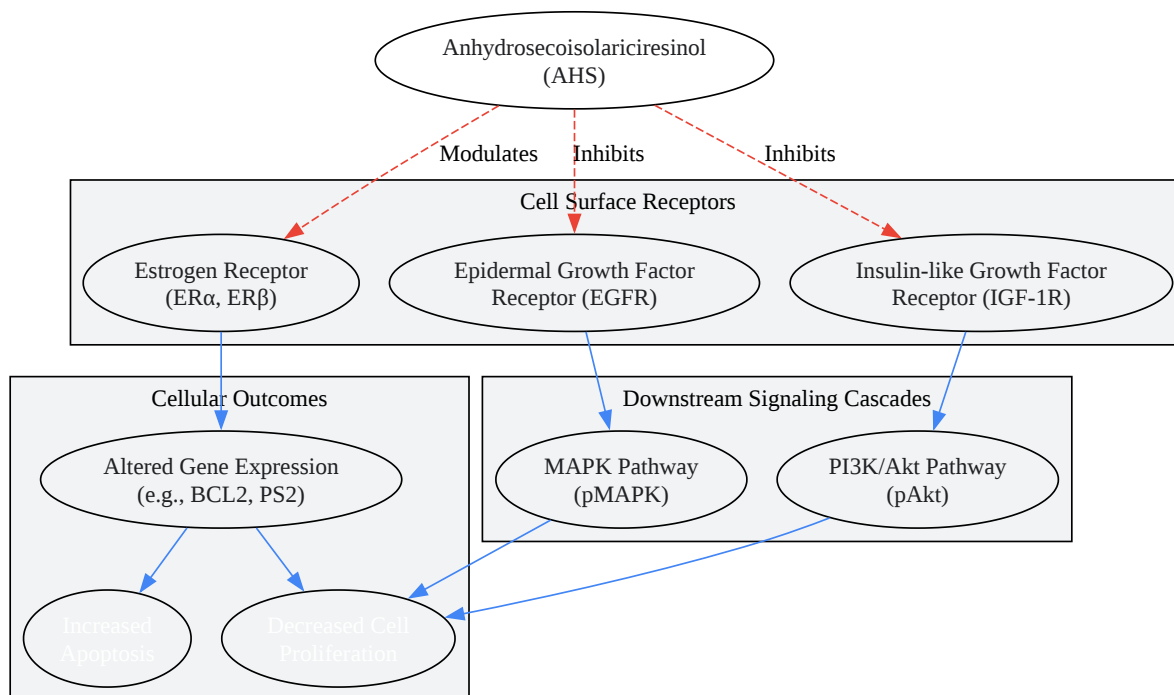 Anhydrosecoisolariciresinol
(AHS)
Modulates
Inhibits
Inhibits
Cell Surface Receptors
Estrogen Receptor
(ERα, ERβ)
Epidermal Growth Factor
Receptor (EGFR)
Insulin-like Growth Factor
Receptor (IGF-1R)
Cellular Outcomes
Downstream Signaling Cascades
Altered Gene Expression
(e.g., BCL2, PS2)
MAPK Pathway
(pMAPK)
PI3K/Akt Pathway
(pAkt)
Increased
Apoptosis
Decreased Cell
Proliferation